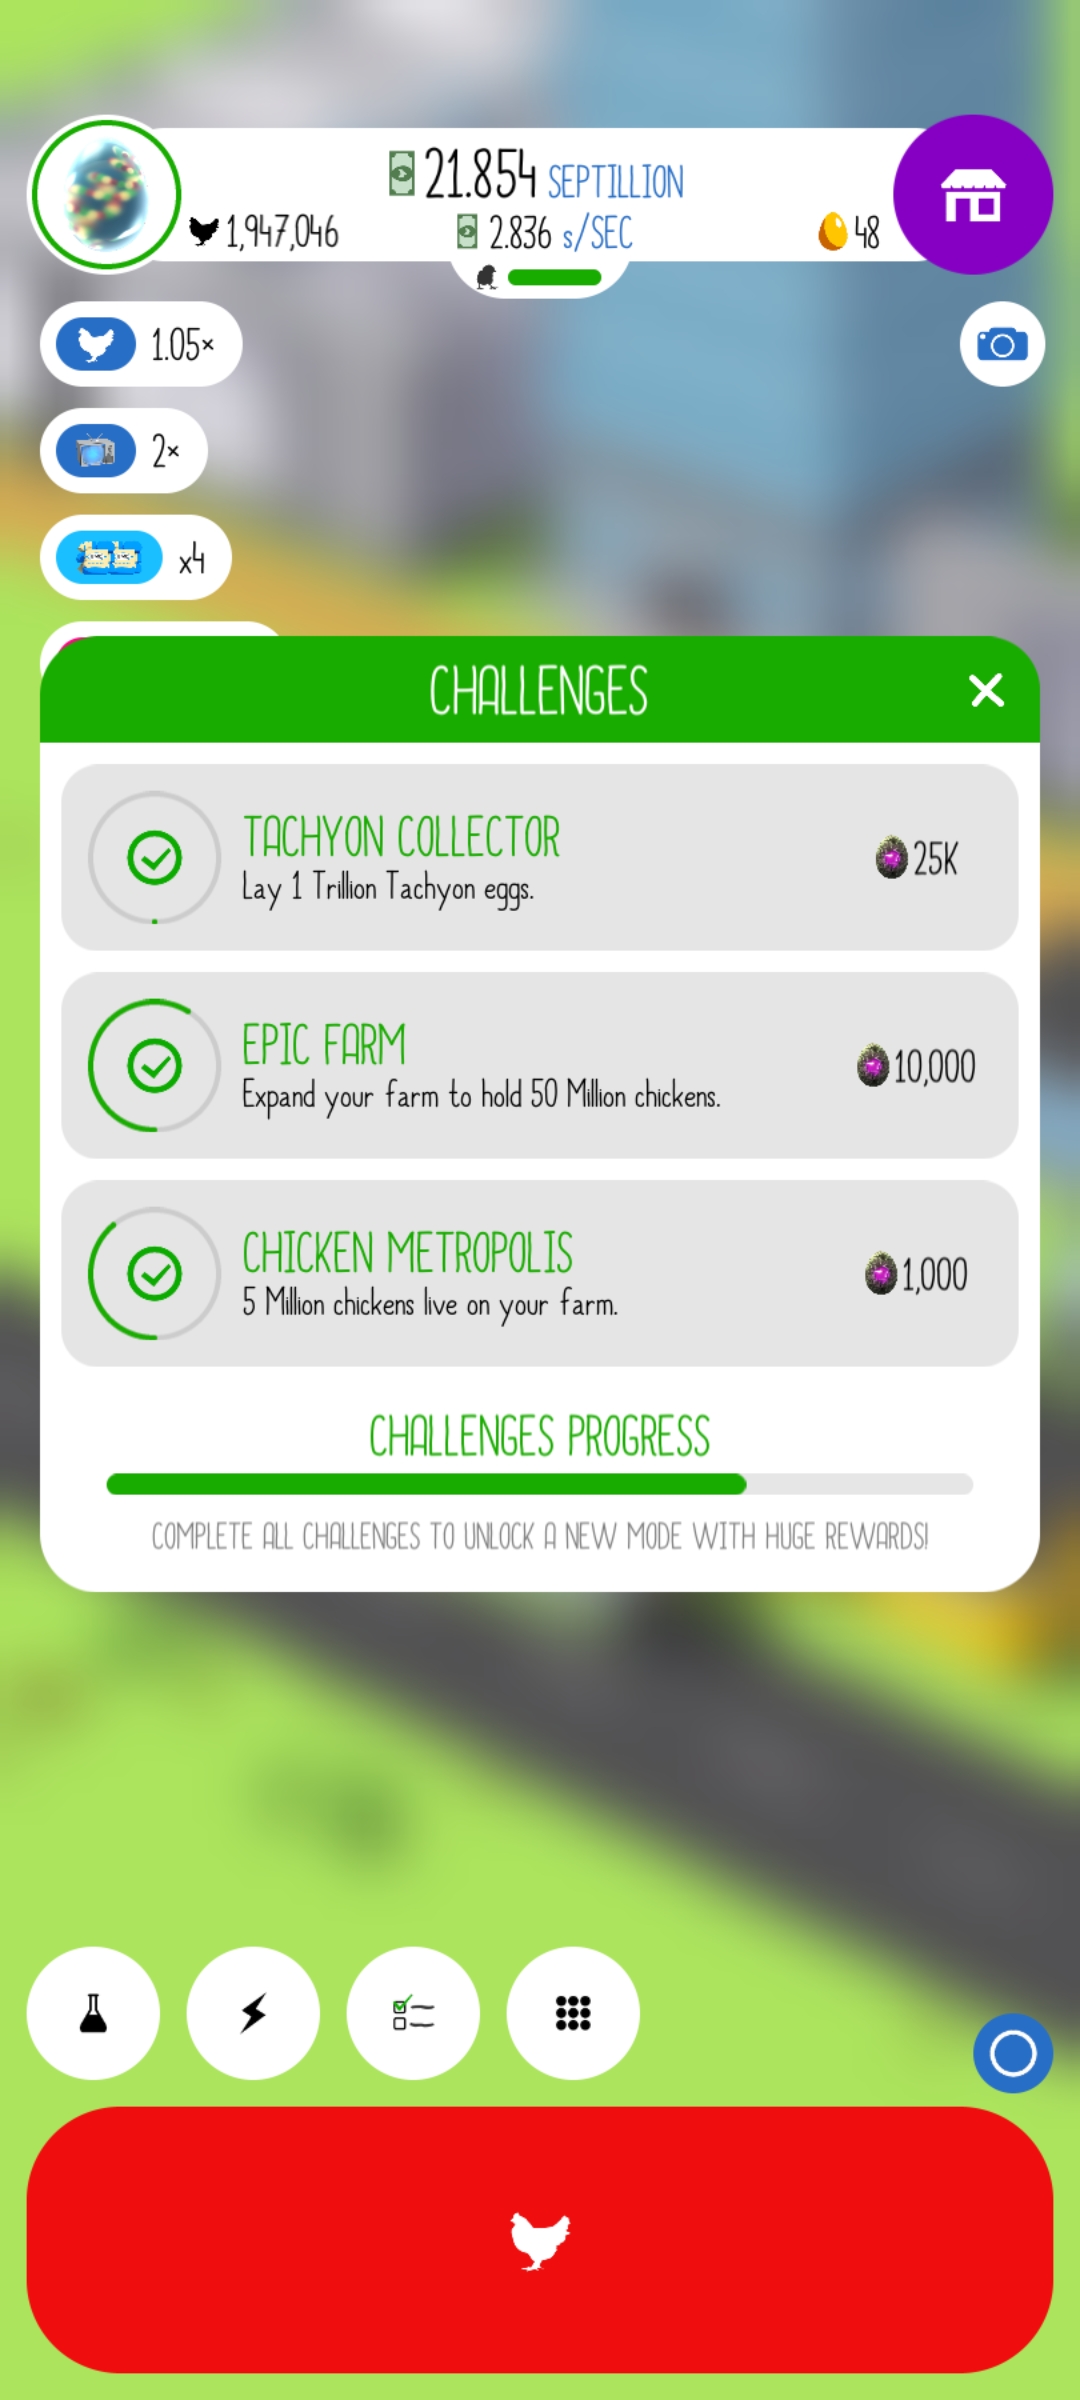 21.854 SEPTILLION
1,947,046
2.836 s/SEC
48
1.05×
2×
x4
CHALLENGES
TACHYON COLLECTOR
Lay 1 Trillion Tachyon eggs.
25K
EPIC FARM
Expand your farm to hold 50 Million chickens.
10,000
CHICKEN METROPOLIS
5 Million chickens live on your farm.
1,000
CHALLENGES PROGRESS
COMPLETE ALL CHALLENGES TO UNLOCK A NEW MODE WITH HUGE REWARDS!